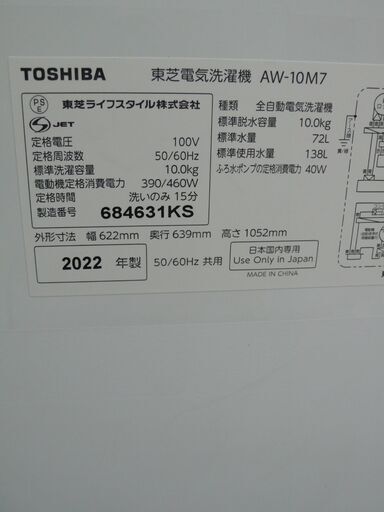 TOSHIBA 東芝電気洗濯機 AW-10M7
PSE 東芝ライフスタイル株式会社
S JET
定格電圧 100V
定格周波数 50/60Hz
標準洗濯容量 10.0kg
電動機定格消費電力 390/460W
定格時間 洗いのみ 15分
製造番号 684631KS
種類 全自動電気洗濯機
標準脱水容量 10.0kg
標準水量 72L
標準使用水量 138L
ふろ水ポンプの定格消費電力 40W
外形寸法 幅 622mm 奥行 639mm 高さ 1052mm
2022 年製 50/60Hz 共用
日本国内専用
Use Only in Japan
MADE IN CHINA